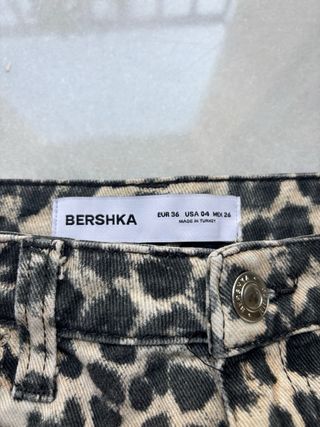 BERSHKA
EUR 36 USA 04 MEX 26
MADE IN TURKEY